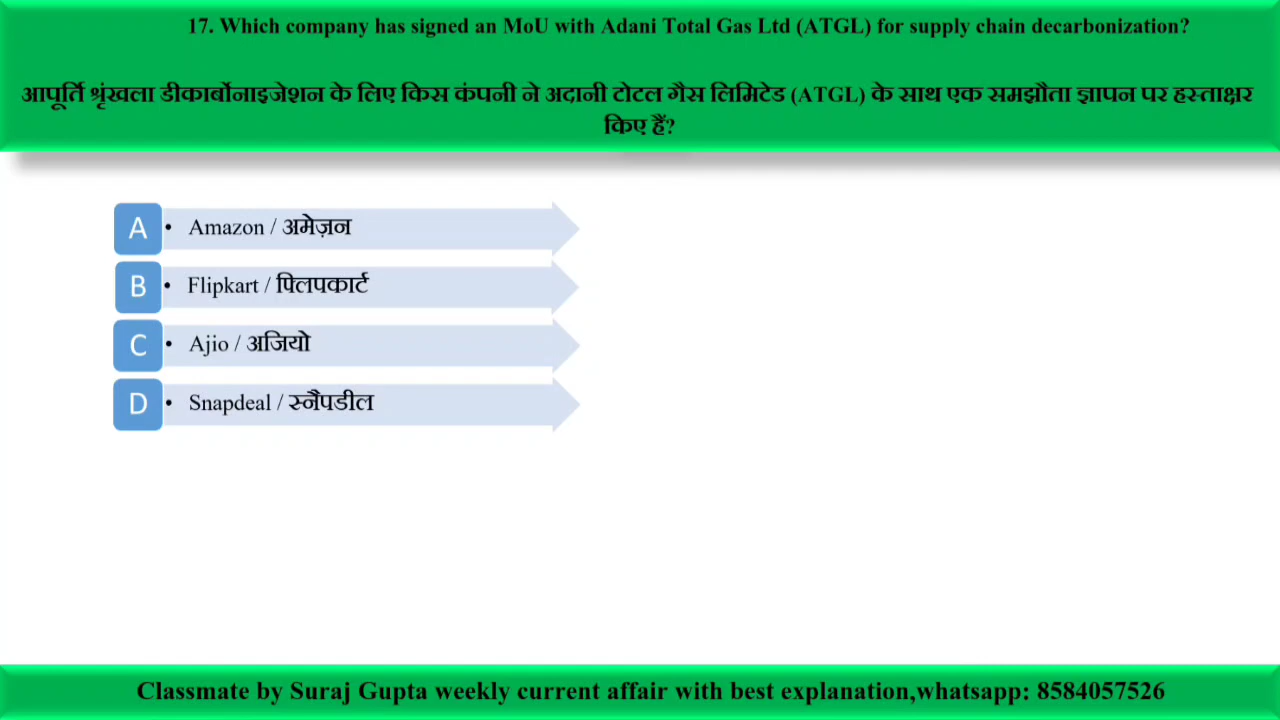 17. Which company has signed an MoU with Adani Total Gas Ltd (ATGL) for supply chain decarbonization?
आपूर्ति श्रृंखला डीकार्बोनाइजेशन के लिए किस कंपनी ने अदानी टोटल गैस लिमिटेड (ATGL) के साथ एक समझौता ज्ञापन पर हस्ताक्षर
किए हैं?
A • Amazon / अमेज़न
B • Flipkart / फ्लिपकार्ट
C • Ajio / अजियो
D • Snapdeal / स्नैपडील
Classmate by Suraj Gupta weekly current affair with best explanation,whatsapp: 8584057526